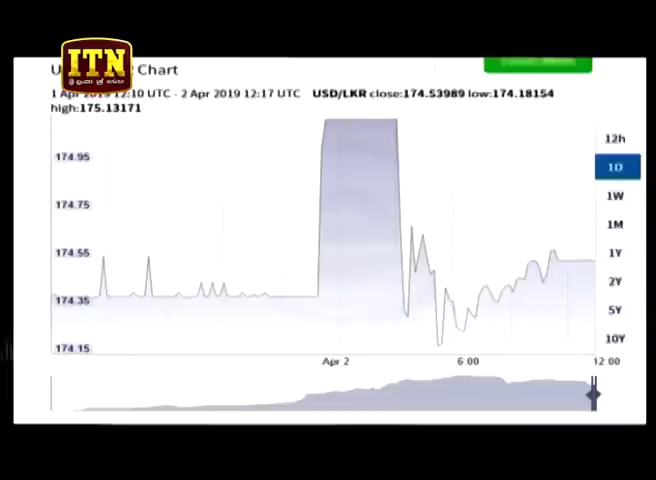 ITN
ශ්‍රී ලංකා
Chart
1 Apr 2019 12:10 UTC - 2 Apr 2019 12:17 UTC USD/LKR close:174.53989 low:174.18154
high:175.13171
12h
174.95
1D
1W
174.75
1M
174.55
1Y
2Y
174.35
5Y
10Y
174.15
Apr 2
6:00
12:00